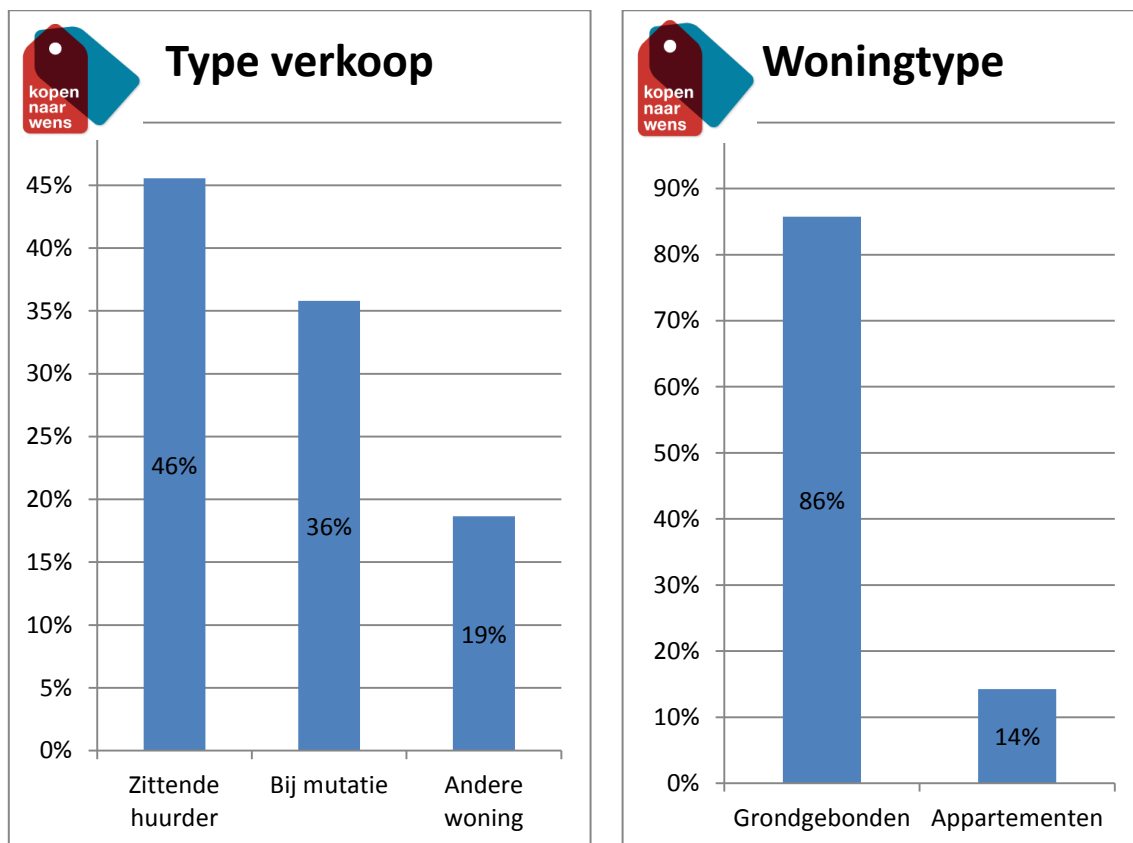 kopen
naar
wens
Type verkoop
45%
40%
35%
30%
25%
20%
15%
10%
5%
0%
46%
36%
19%
Zittende
huurder
Bij mutatie
Andere
woning
kopen
naar
wens
Woningtype
90%
80%
70%
60%
50%
40%
30%
20%
10%
0%
86%
14%
Grondgebonden
Appartementen